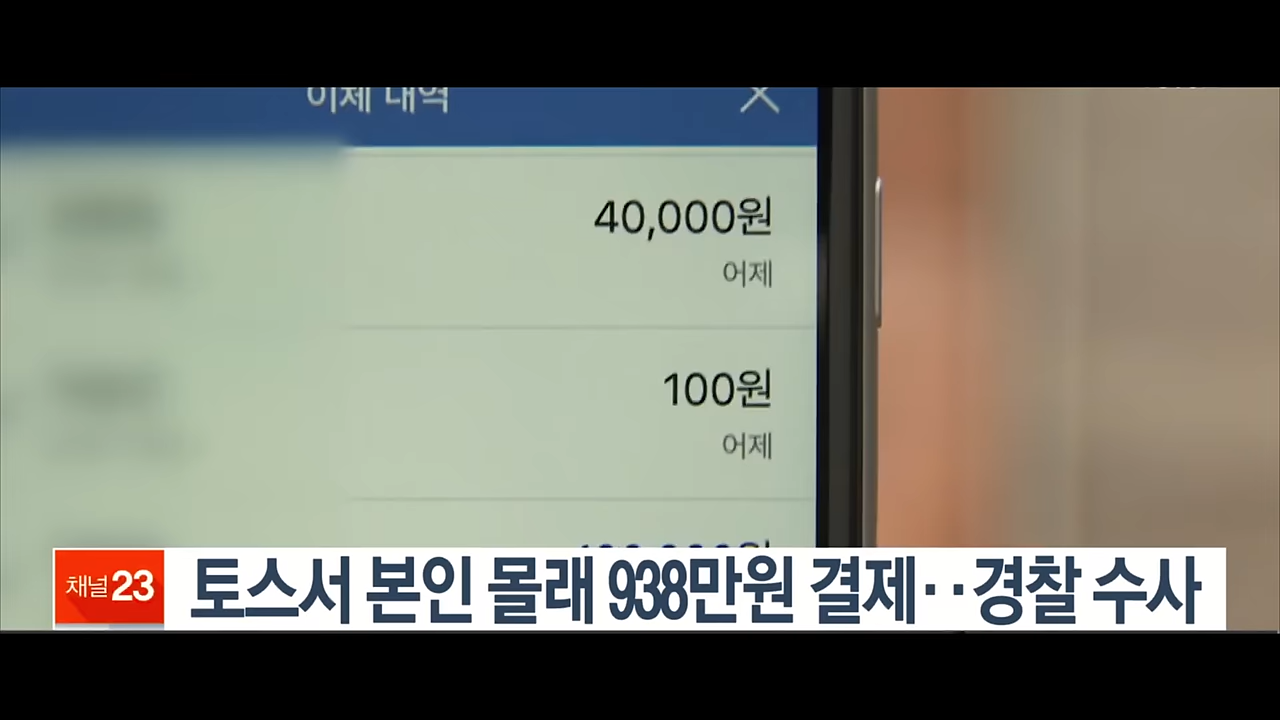 이체 내역
40,000원
어제
100원
어제
채널23
토스서 본인 몰래 938만원 결제‥경찰 수사